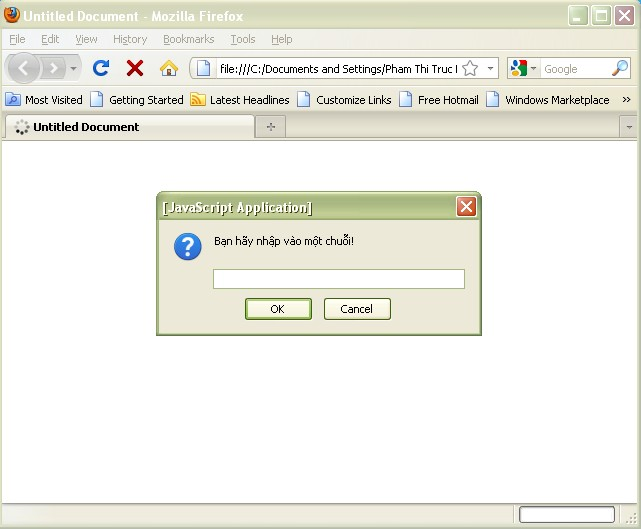 Untitled Document - Mozilla Firefox
File Edit View History Bookmarks Tools Help
file:///C:/Documents and Settings/Pham Thi Truc Google
Most Visited Getting Started Latest Headlines Customize Links Free Hotmail Windows Marketplace »
Untitled Document
[JavaScript Application]
Bạn hãy nhập vào một chuỗi!
OK Cancel